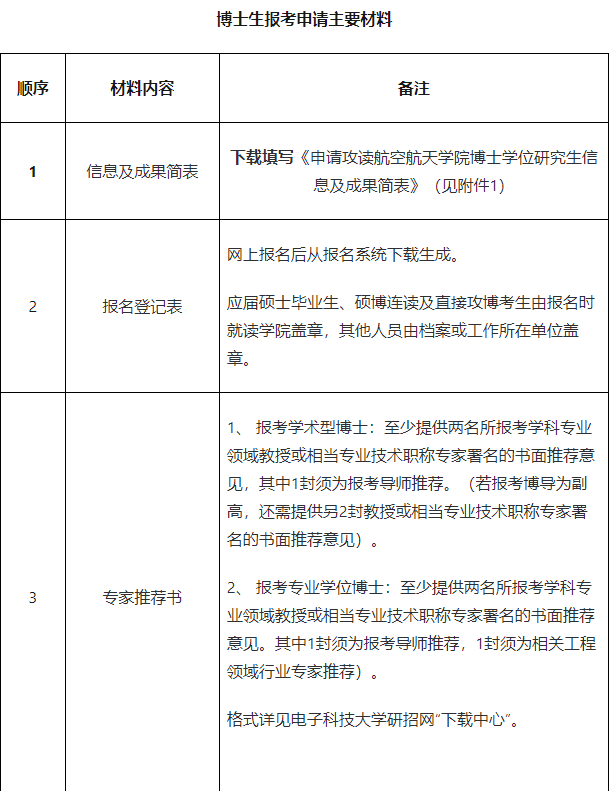 博士生报考申请主要材料
顺序
材料内容
备注
1
信息及成果简表
下载填写《申请攻读航空航天学院博士学位研究生信
息及成果简表》（见附件1）
2
报名登记表
网上报名后从报名系统下载生成。
应届硕士毕业生、硕博连读及直接攻博考生由报名时
就读学院盖章，其他人员由档案或工作所在单位盖
章。
3
专家推荐书
1、 报考学术型博士：至少提供两名所报考学科专业
领域教授或相当专业技术职称专家署名的书面推荐意
见，其中1封须为报考导师推荐。（若报考博导为副
高，还需提供另2封教授或相当专业技术职称专家署
名的书面推荐意见）。
2、 报考专业学位博士：至少提供两名所报考学科专
业领域教授或相当专业技术职称专家署名的书面推荐
意见。其中1封须为报考导师推荐，1封须为相关工程
领域行业专家推荐）。
格式详见电子科技大学研招网“下载中心”。